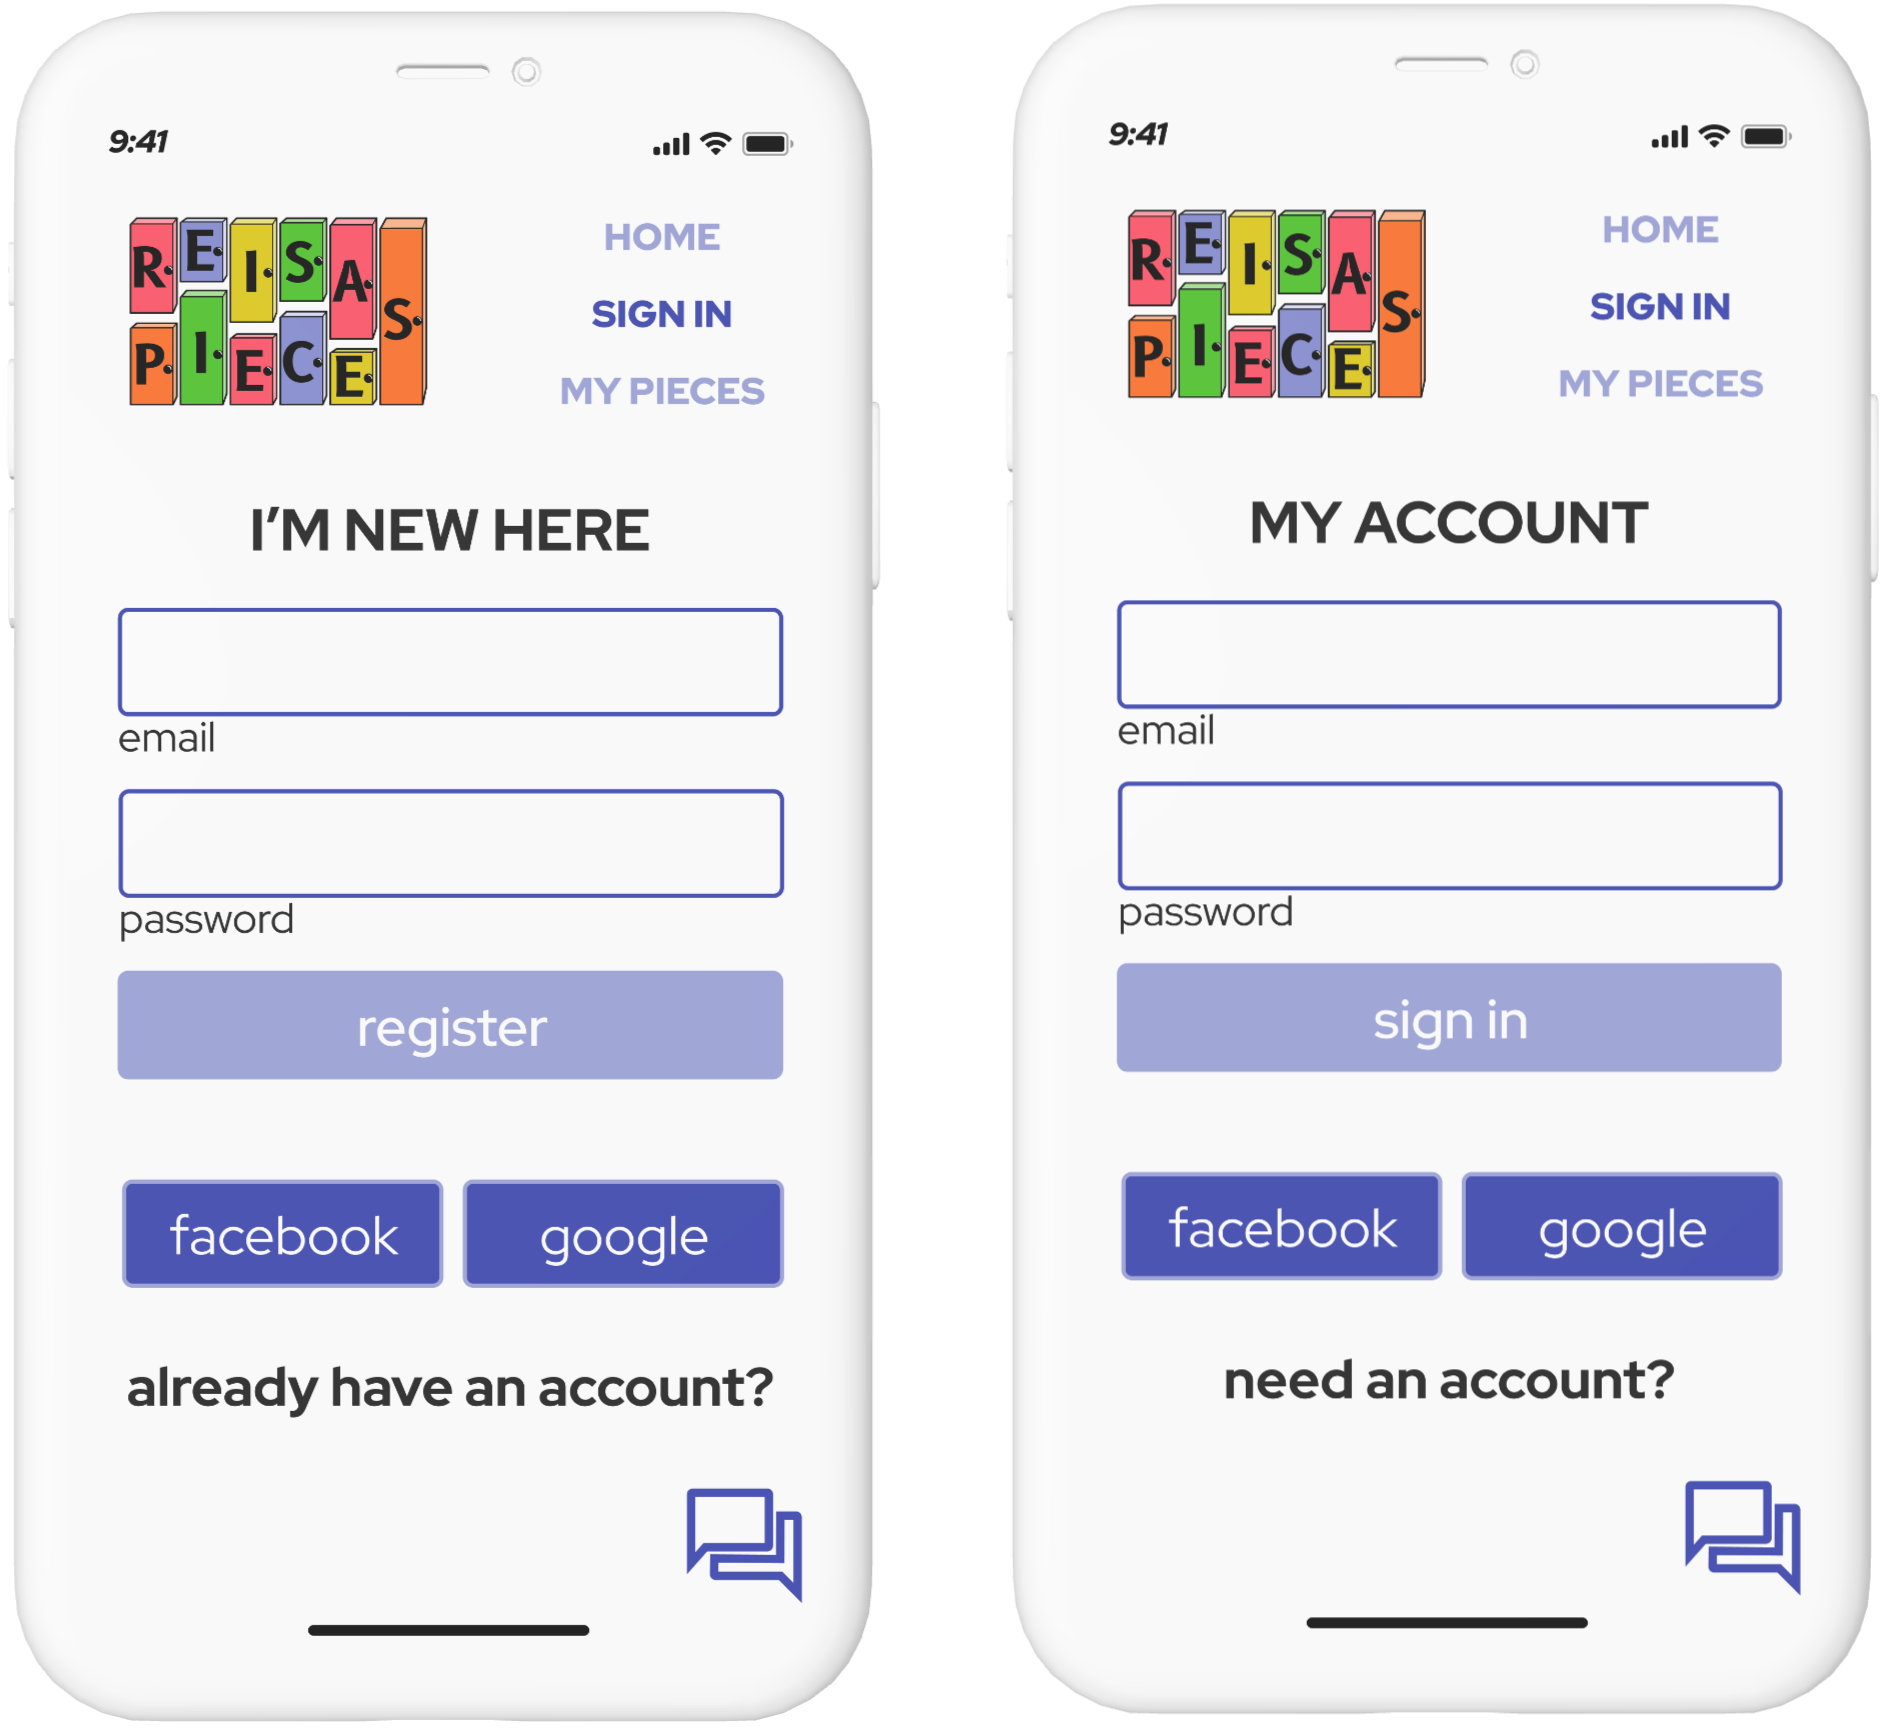 9:41
REISAS
PIECE
HOME
SIGN IN
MY PIECES
I'M NEW HERE
email
password
register
facebook
google
already have an account?
9:41
REISAS
PIECE
HOME
SIGN IN
MY PIECES
MY ACCOUNT
email
password
sign in
facebook
google
need an account?